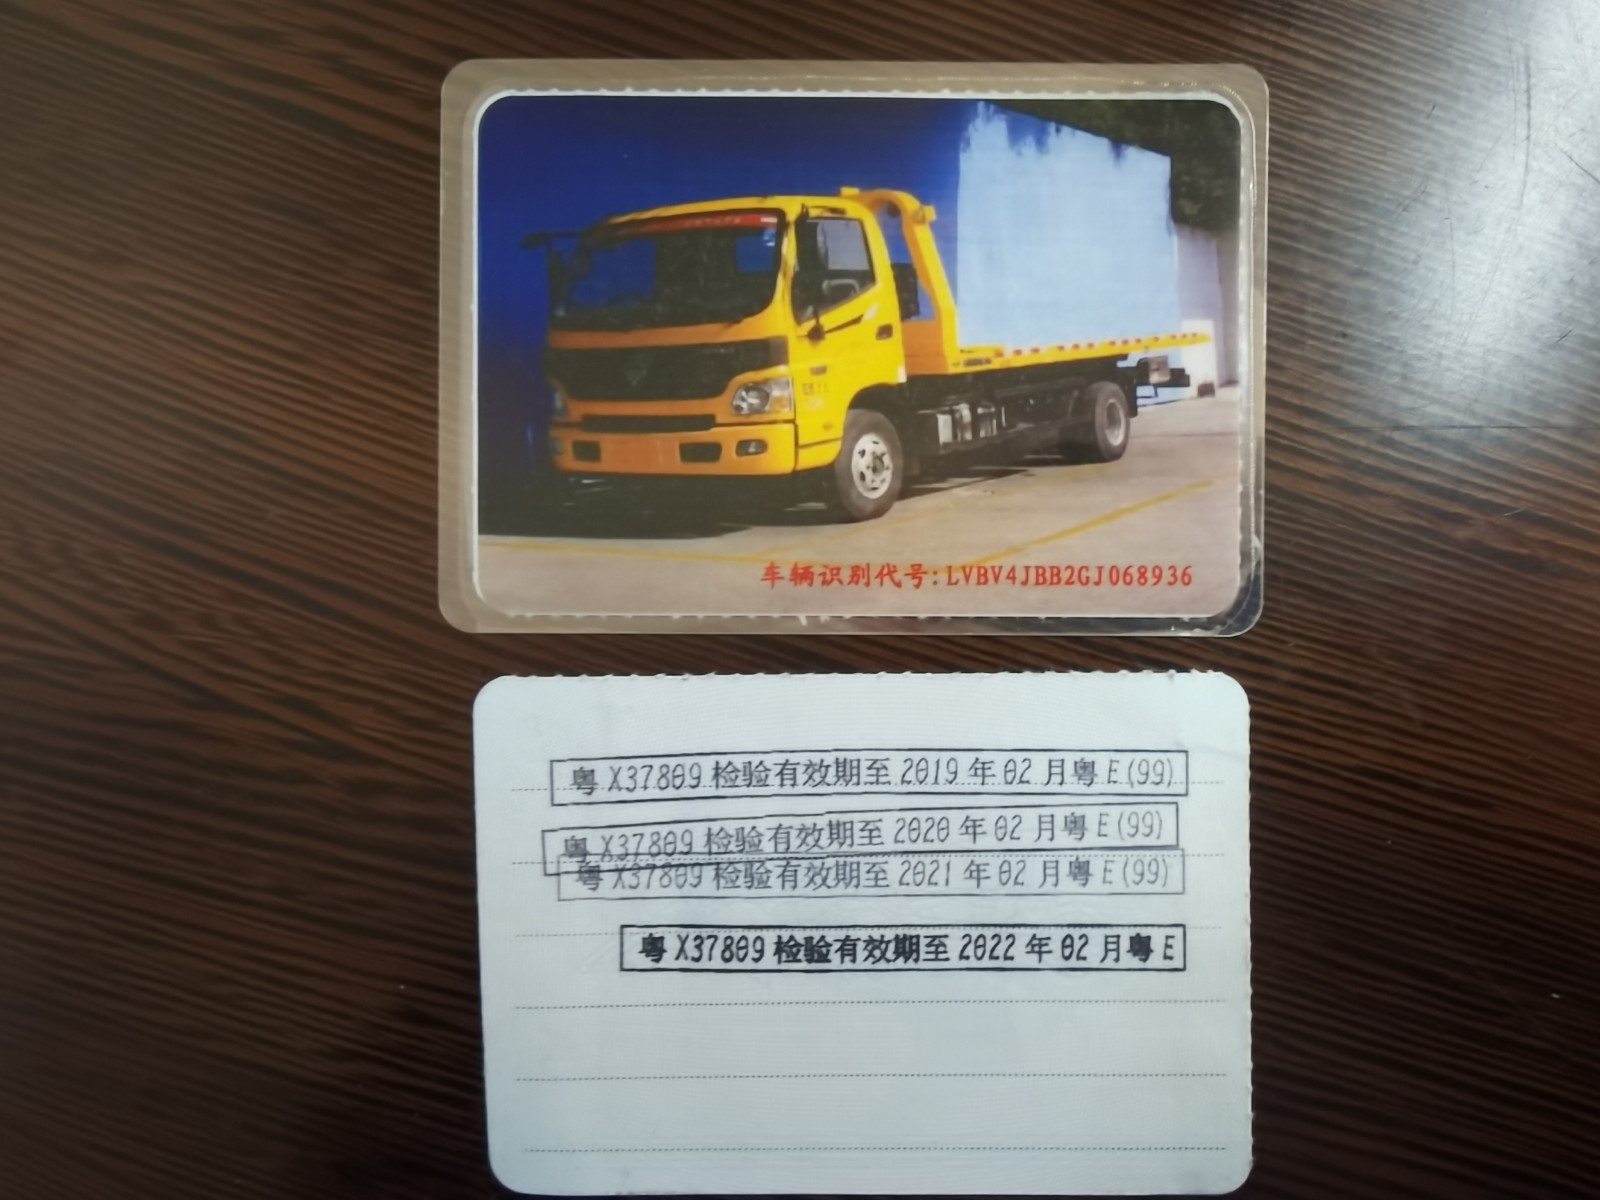 车辆识别代号:LVBV4JBB2GJ068936
粤X37809检验有效期至2019年02月粤E(99)
粤X37809检验有效期至2020年02月粤E(99)
粤X37809检验有效期至2021年02月粤E(99)
粤X37809检验有效期至2022年02月粤E